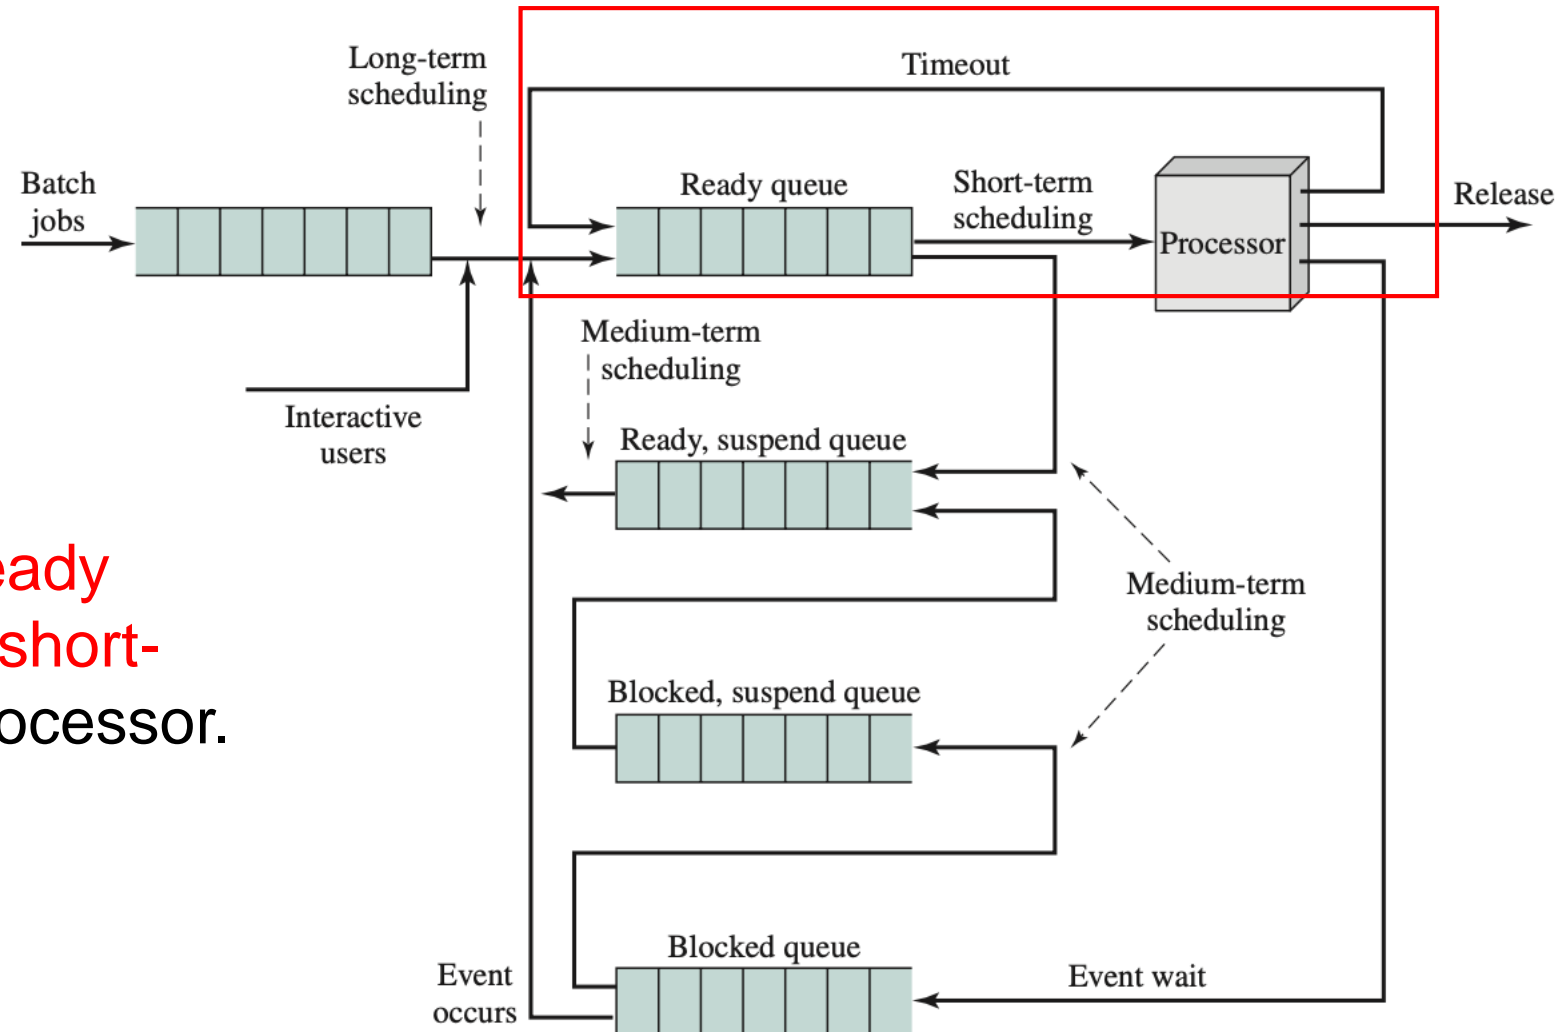 Long-term
scheduling
Timeout
Batch
jobs
Ready queue
Short-term
scheduling
Processor
Release
Interactive
users
Medium-term
scheduling
Ready, suspend queue
eady
short-
ocessor.
Medium-term
scheduling
Blocked, suspend queue
Blocked queue
Event
occurs
Event wait